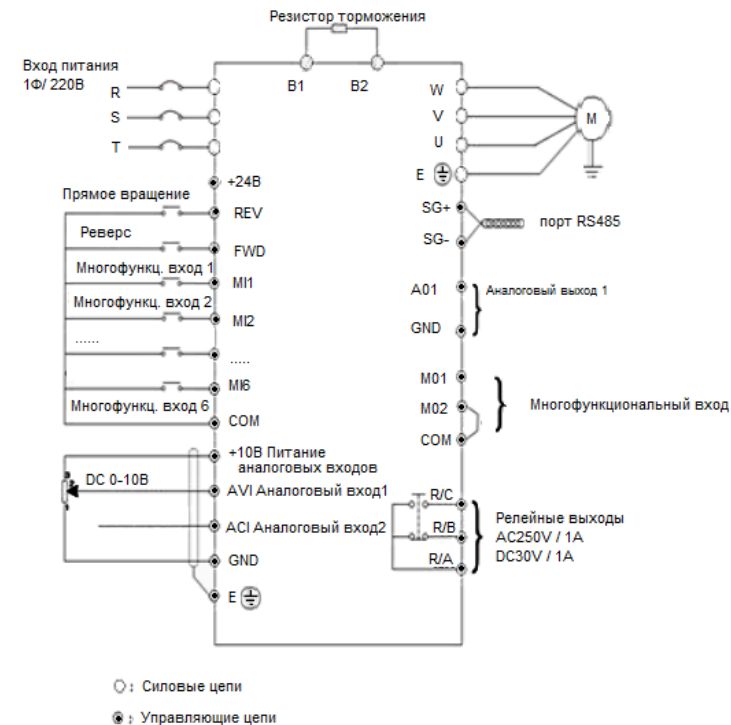 Резистор торможения
Вход питания
1Ф/ 220В
B1 B2
R
S
T
W
V
U
E
+24В
Прямое вращение
REV
Реверс
FWD
Многофункц. вход 1
MI1
Многофункц. вход 2
MI2
......
.....
MI6
Многофункц. вход 6
COM
+10В Питание
аналоговых входов
DC 0-10В
AVI Аналоговый вход1
ACI Аналоговый вход2
GND
E
SG+
порт RS485
SG-
A01
Аналоговый выход 1
GND
M01
M02
Многофункциональный вход
COM
R/C
R/B
R/A
Релейные выходы
AC250V / 1A
DC30V / 1A
M
: Силовые цепи
: Управляющие цепи